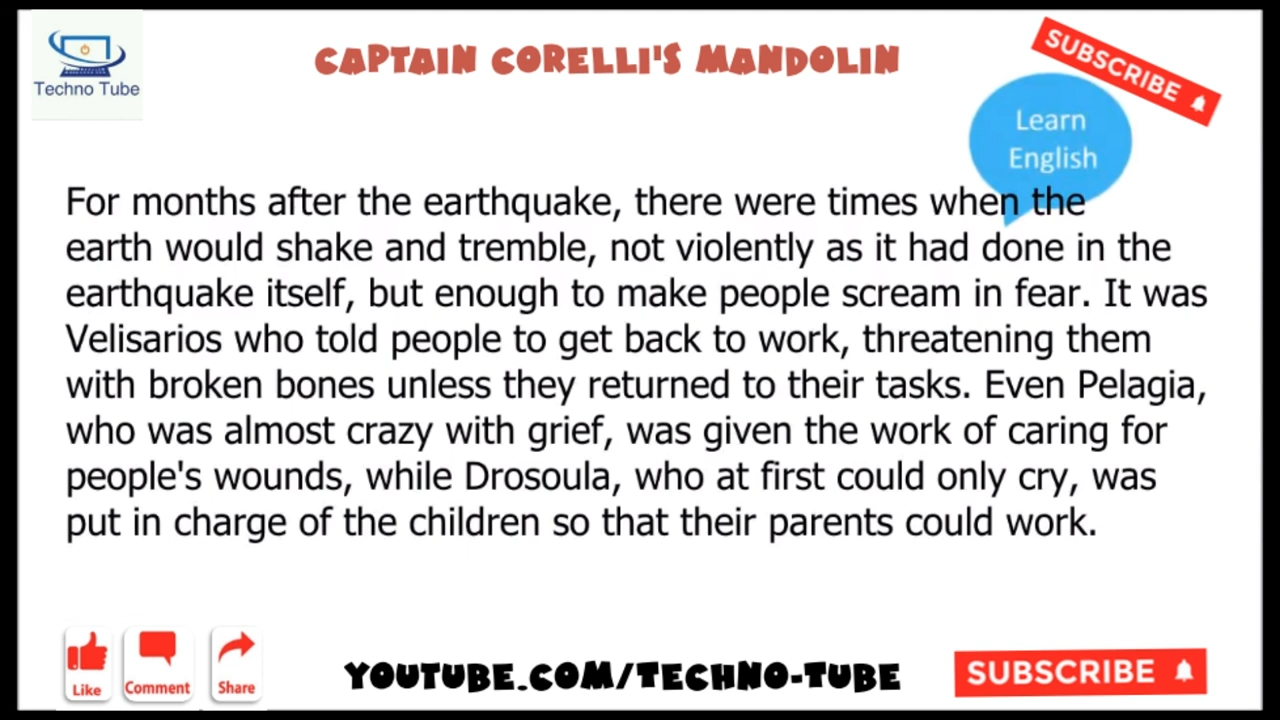 Techno Tube
CAPTAIN CORELLI'S MANDOLIN
SUBSCRIBE
Learn
English
For months after the earthquake, there were times when the
earth would shake and tremble, not violently as it had done in the
earthquake itself, but enough to make people scream in fear. It was
Velisarios who told people to get back to work, threatening them
with broken bones unless they returned to their tasks. Even Pelagia,
who was almost crazy with grief, was given the work of caring for
people's wounds, while Drosoula, who at first could only cry, was
put in charge of the children so that their parents could work.
Like
Comment
Share
YOUTUBE.COM/TECHNO-TUBE
SUBSCRIBE